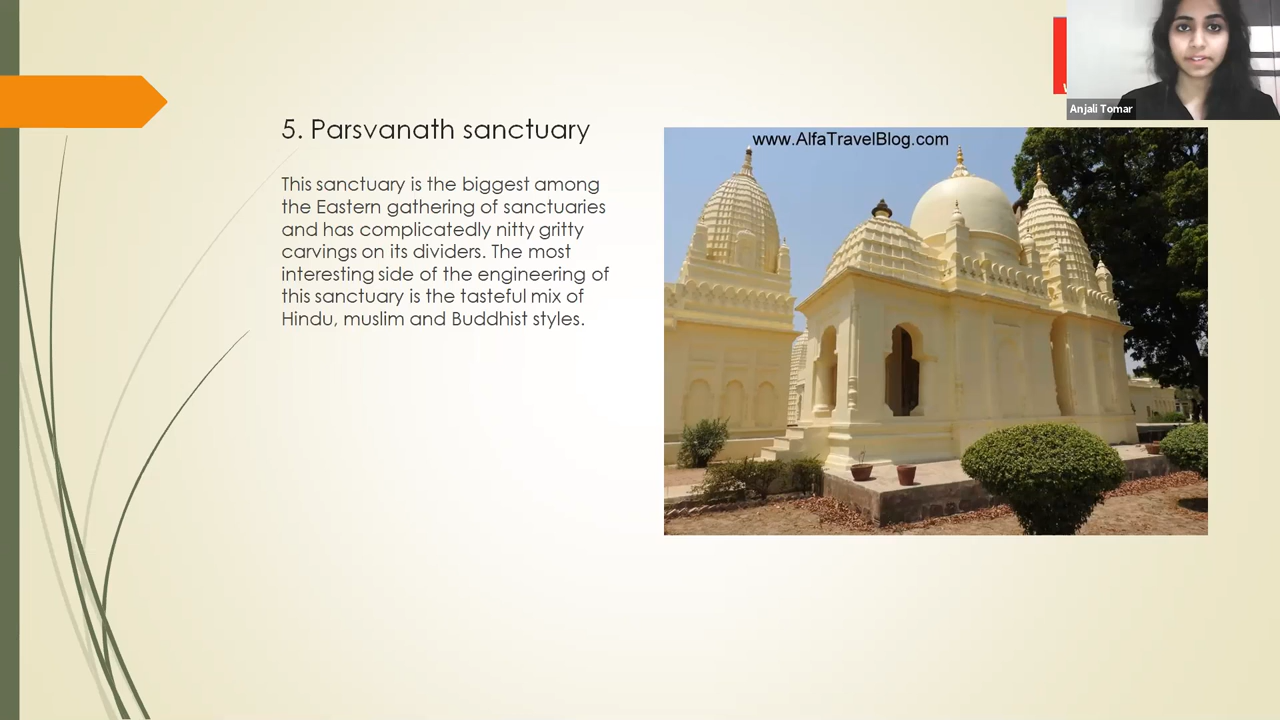 5. Parsvanath sanctuary
This sanctuary is the biggest among
the Eastern gathering of sanctuaries
and has complicatedly nitty gritty
carvings on its dividers. The most
interesting side of the engineering of
this sanctuary is the tasteful mix of
Hindu, muslim and Buddhist styles.
www.AlfaTravelBlog.com
Anjali Tomar